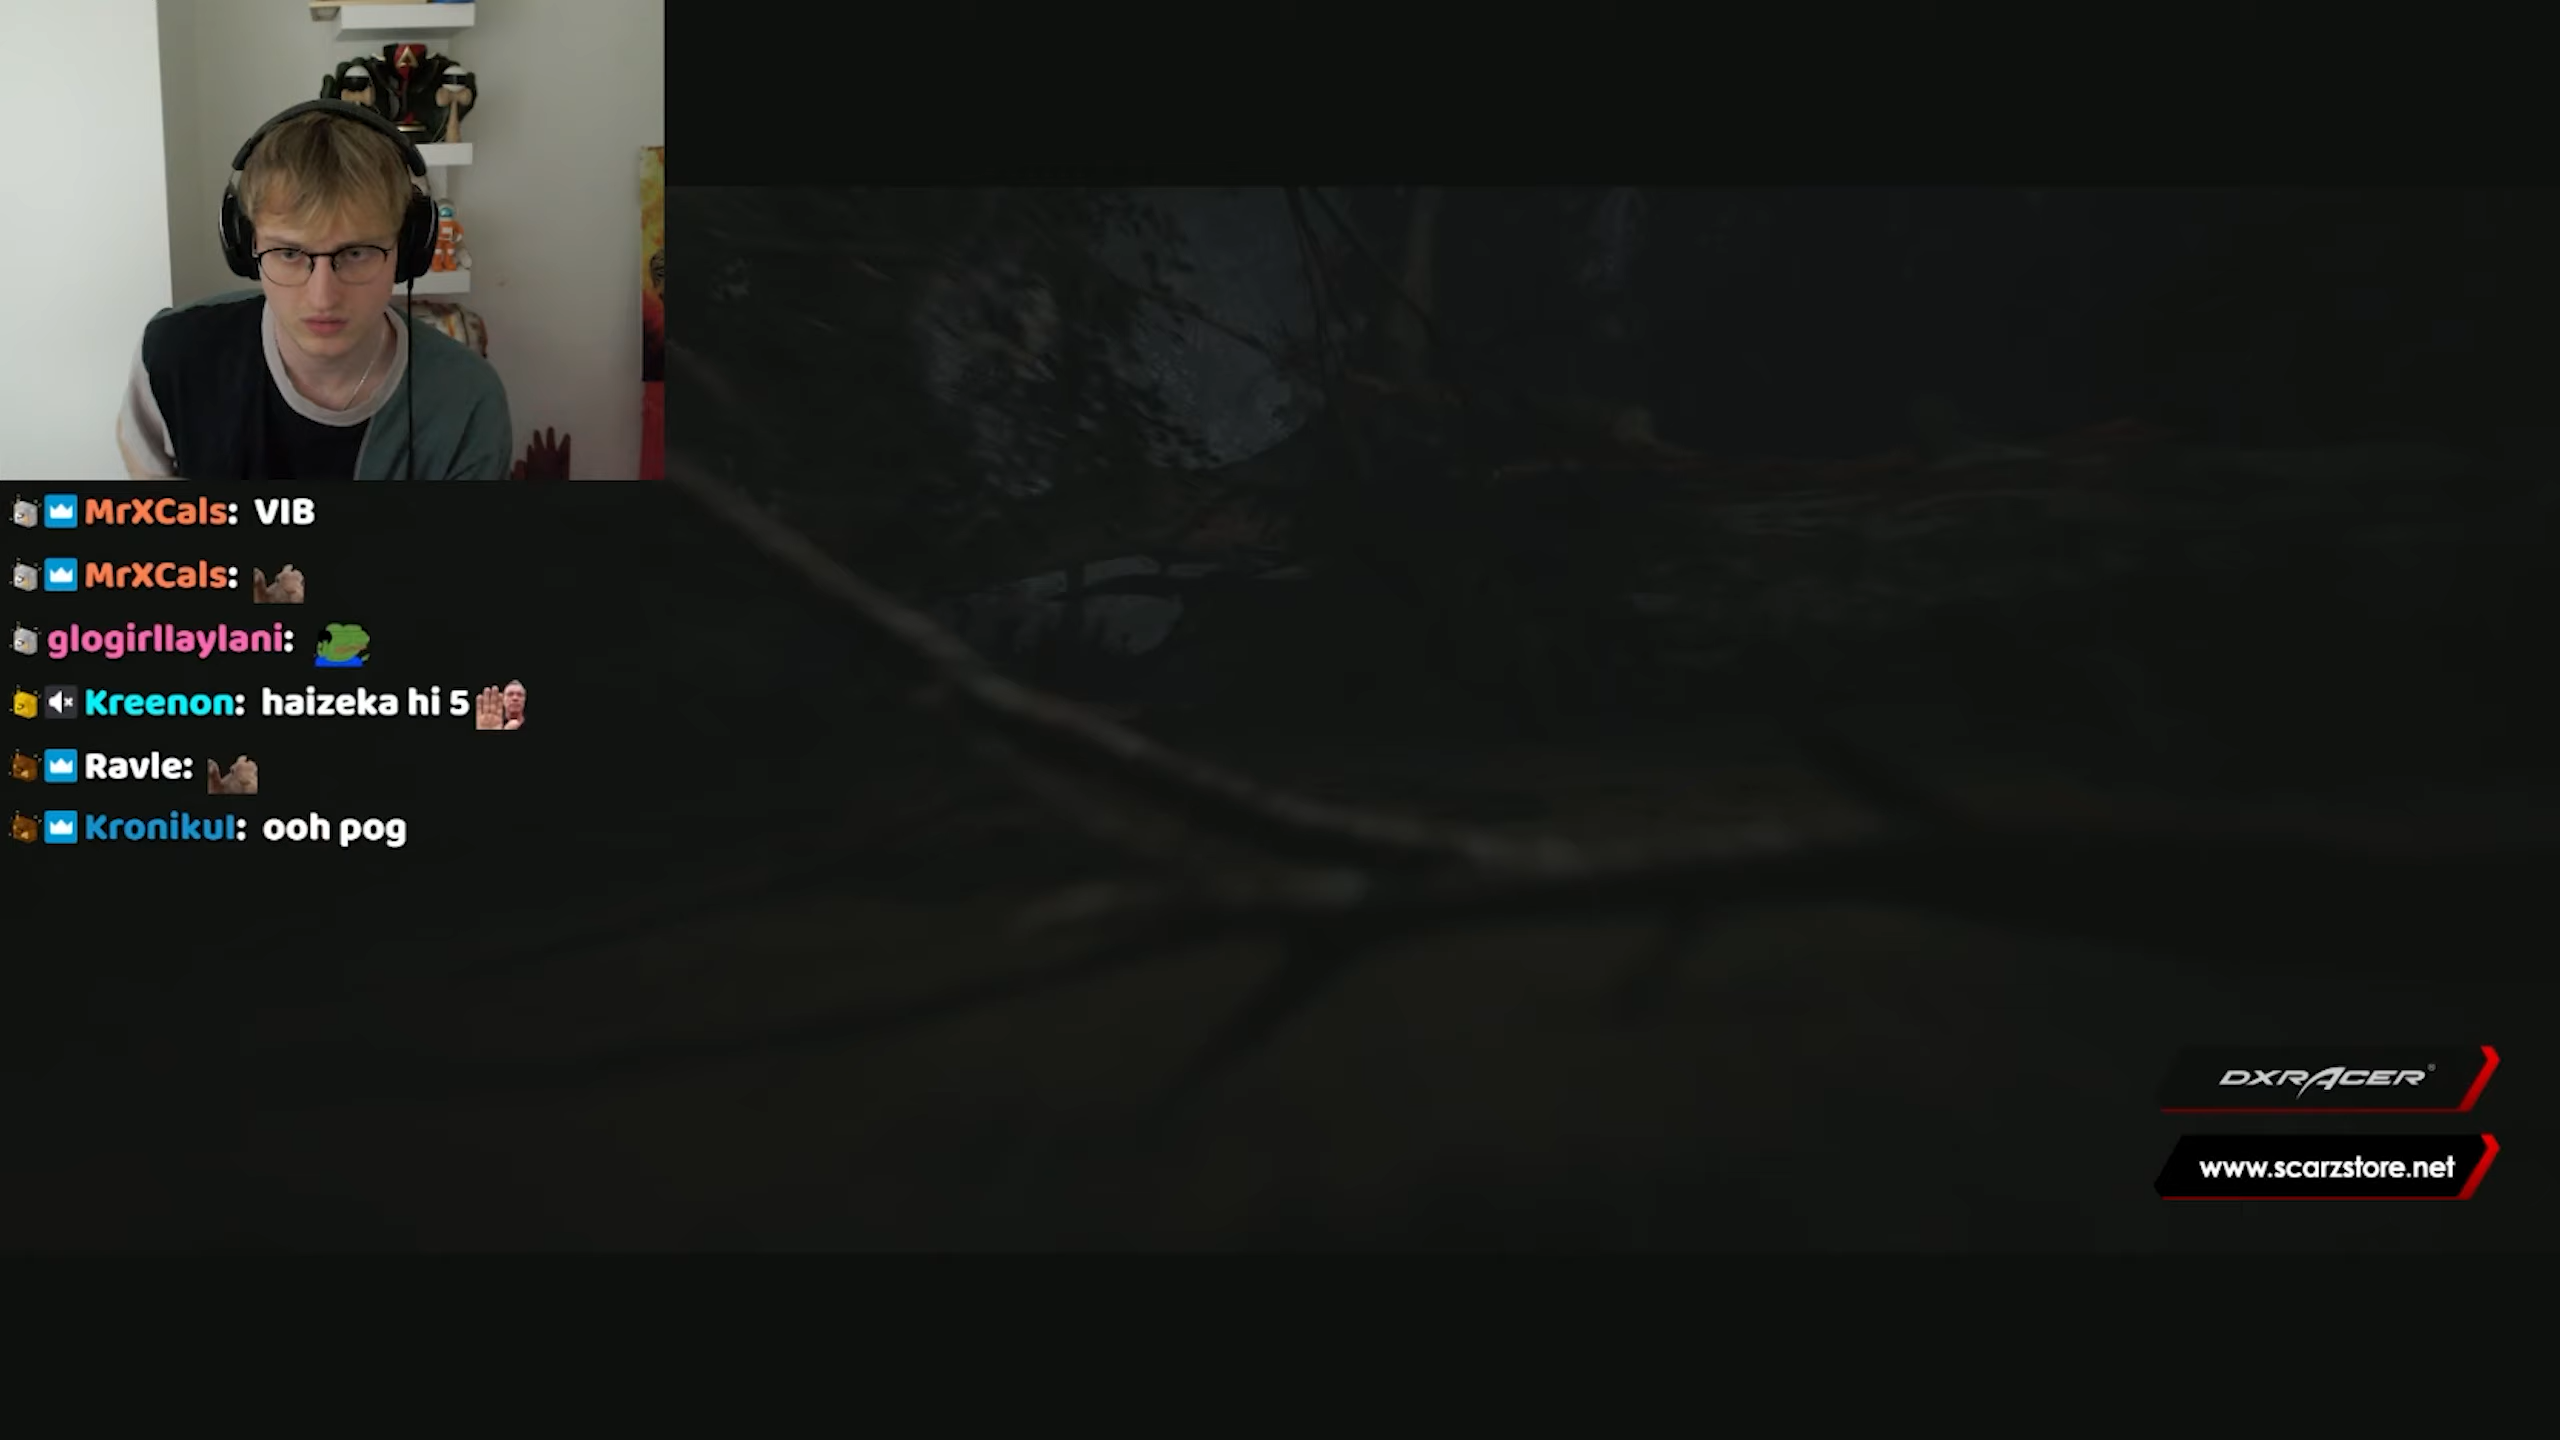 MrXCals: VIB
MrXCals:
glogirllaylani:
Kreenon: haizeka hi 5
Ravle:
Kronikul: ooh pog
DXRACER®
www.scarzstore.net